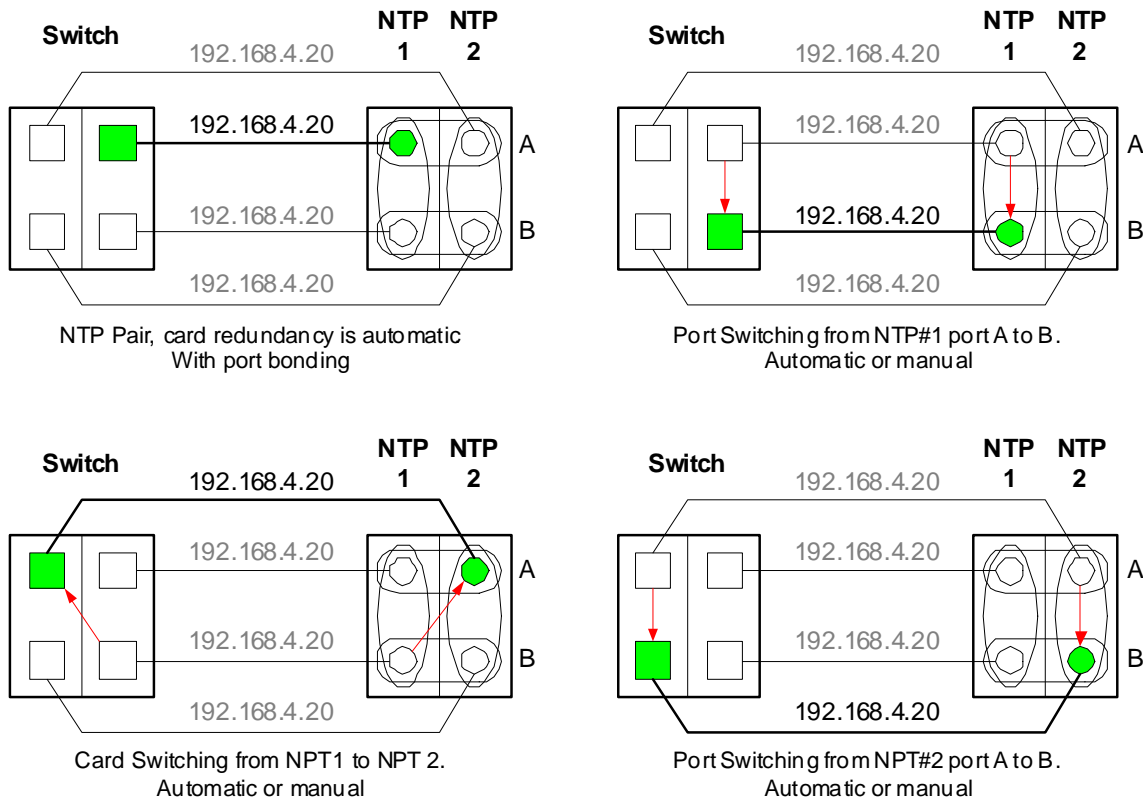 Switch
NTP 1
NTP 2
192.168.4.20
192.168.4.20
A
192.168.4.20
B
192.168.4.20
NTP Pair, card redundancy is automatic
With port bonding
Switch
NTP 1
NTP 2
192.168.4.20
192.168.4.20
A
192.168.4.20
B
192.168.4.20
Port Switching from NTP#1 port A to B.
Automatic or manual
Switch
NTP 1
NTP 2
192.168.4.20
192.168.4.20
A
192.168.4.20
B
192.168.4.20
Card Switching from NPT1 to NPT 2.
Automatic or manual
Switch
NTP 1
NTP 2
192.168.4.20
192.168.4.20
A
192.168.4.20
B
192.168.4.20
Port Switching from NPT#2 port A to B.
Automatic or manual